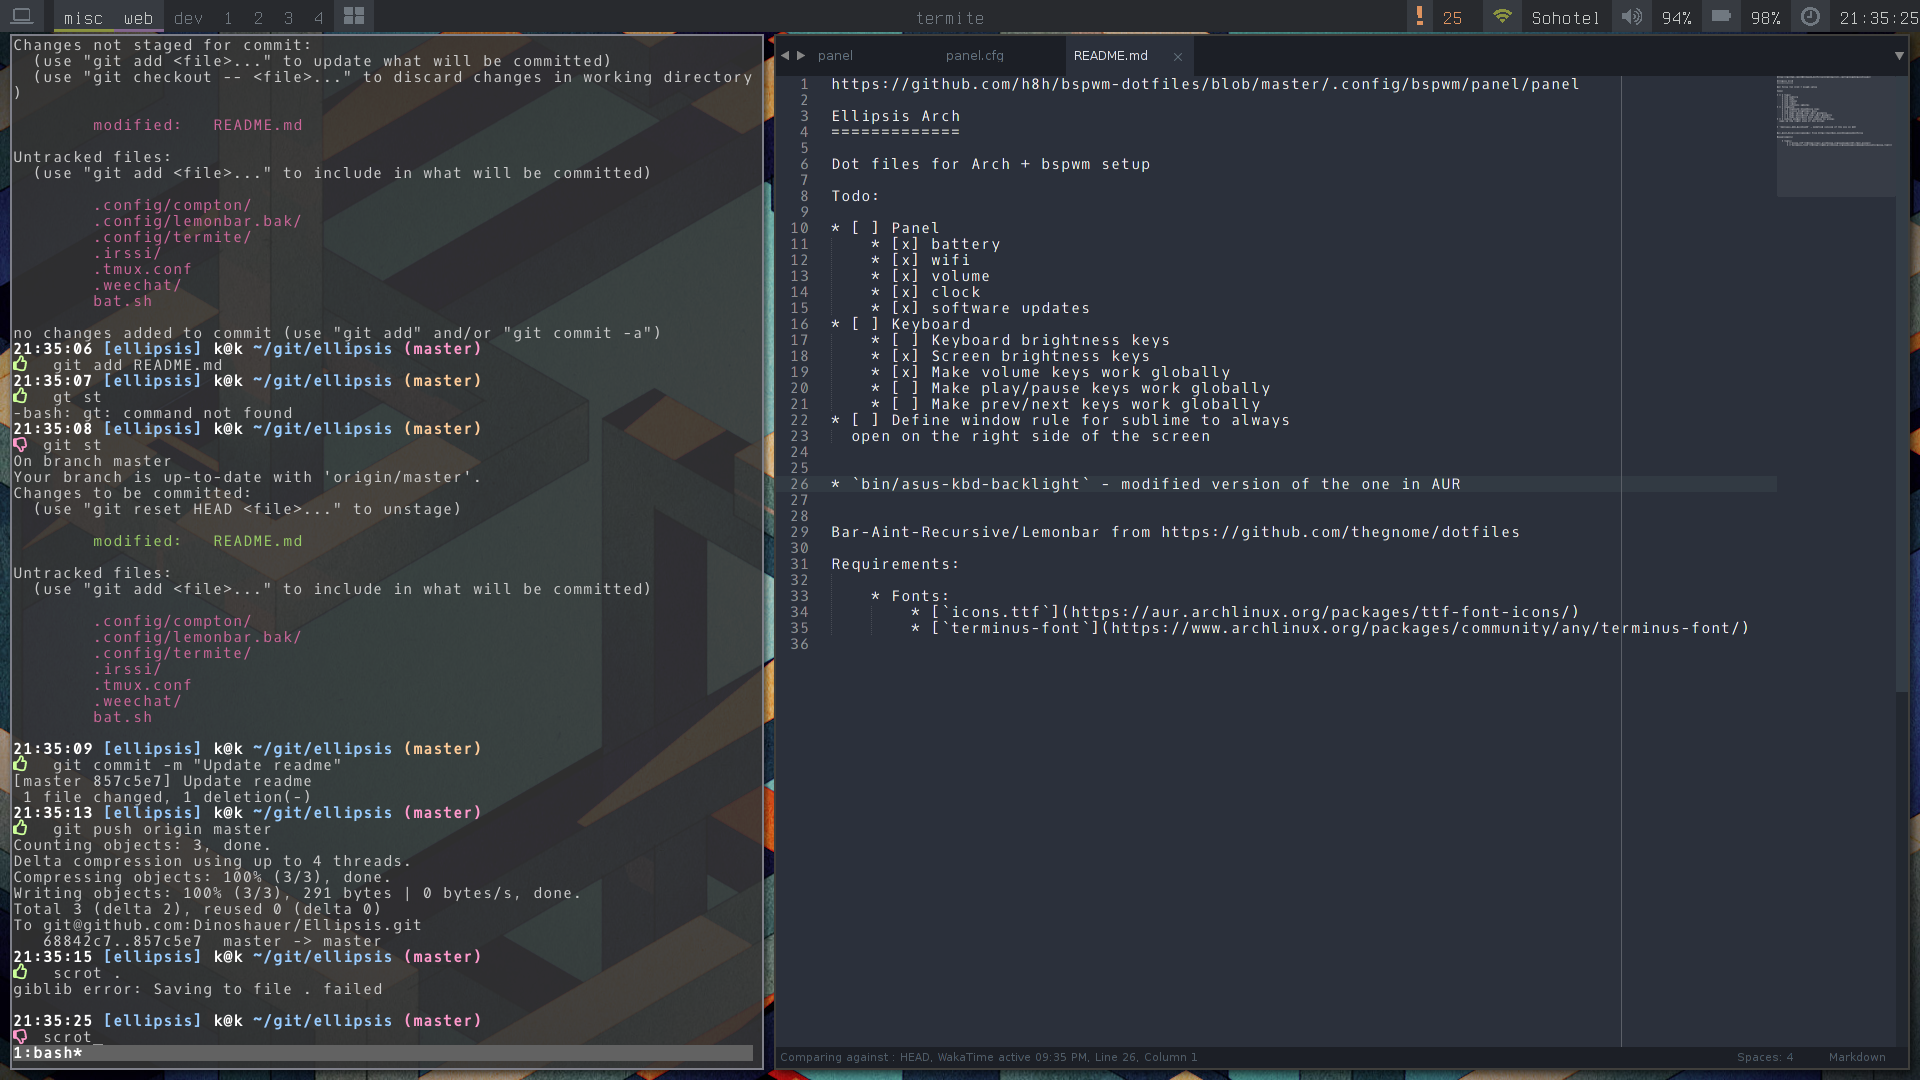 misc web dev 1 2 3 4
termite
25 Sohotel 94% 98% 21:35:25
Changes not staged for commit:
  (use "git add <file>..." to update what will be committed)
  (use "git checkout -- <file>..." to discard changes in working directory
)
        modified:   README.md
Untracked files:
  (use "git add <file>..." to include in what will be committed)
        .config/compton/
        .config/lemonbar.bak/
        .config/termite/
        .irssi/
        .tmux.conf
        .weechat/
        bat.sh
no changes added to commit (use "git add" and/or "git commit -a")
21:35:06 [ellipsis] k@k ~/git/ellipsis (master)
    git add README.md
21:35:07 [ellipsis] k@k ~/git/ellipsis (master)
    gt st
-bash: gt: command not found
21:35:08 [ellipsis] k@k ~/git/ellipsis (master)
   git st
On branch master
Your branch is up-to-date with 'origin/master'.
Changes to be committed:
  (use "git reset HEAD <file>..." to unstage)
        modified:   README.md
Untracked files:
  (use "git add <file>..." to include in what will be committed)
        .config/compton/
        .config/lemonbar.bak/
        .config/termite/
        .irssi/
        .tmux.conf
        .weechat/
        bat.sh
21:35:09 [ellipsis] k@k ~/git/ellipsis (master)
    git commit -m "Update readme"
[master 857c5e7] Update readme
 1 file changed, 1 deletion(-)
21:35:13 [ellipsis] k@k ~/git/ellipsis (master)
    git push origin master
Counting objects: 3, done.
Delta compression using up to 4 threads.
Compressing objects: 100% (3/3), done.
Writing objects: 100% (3/3), 291 bytes | 0 bytes/s, done.
Total 3 (delta 2), reused 0 (delta 0)
To git@github.com:Dinoshauer/Ellipsis.git
   68842c7..857c5e7  master -> master
21:35:15 [ellipsis] k@k ~/git/ellipsis (master)
    scrot .
giblib error: Saving to file . failed
21:35:25 [ellipsis] k@k ~/git/ellipsis (master)
   scrot_
1:bash*
panel panel.cfg README.md
1 https://github.com/h8h/bspwm-dotfiles/blob/master/.config/bspwm/panel/panel
2
3 Ellipsis Arch
4 =============
5
6 Dot files for Arch + bspwm setup
7
8 Todo:
9
10 * [ ] Panel
11     * [x] battery
12     * [x] wifi
13     * [x] volume
14     * [x] clock
15     * [x] software updates
16 * [ ] Keyboard
17     * [ ] Keyboard brightness keys
18     * [x] Screen brightness keys
19     * [x] Make volume keys work globally
20     * [ ] Make play/pause keys work globally
21     * [ ] Make prev/next keys work globally
22 * [ ] Define window rule for sublime to always
23   open on the right side of the screen
24
25
26 * `bin/asus-kbd-backlight` - modified version of the one in AUR
27
28
29 Bar-Aint-Recursive/Lemonbar from https://github.com/thegnome/dotfiles
30
31 Requirements:
32
33     * Fonts:
34         * [`icons.ttf`](https://aur.archlinux.org/packages/ttf-font-icons/)
35         * [`terminus-font`](https://www.archlinux.org/packages/community/any/terminus-font/)
36
Comparing against : HEAD, WakaTime active 09:35 PM, Line 26, Column 1
Spaces: 4 Markdown